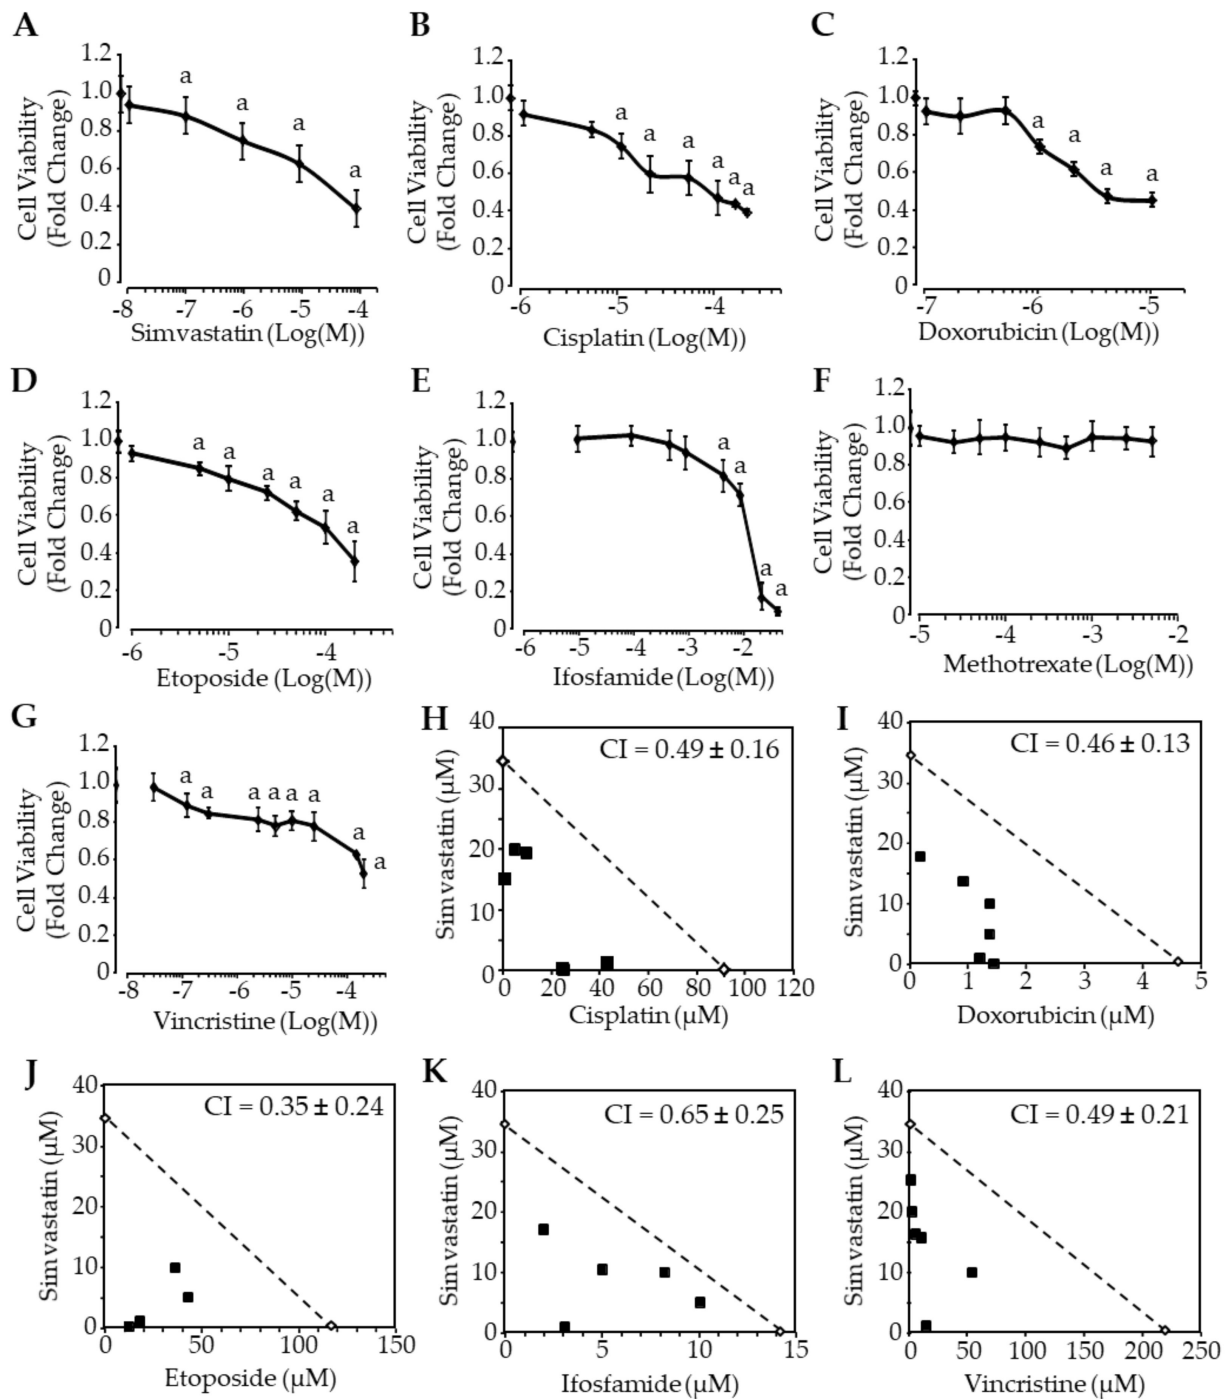 A
Cell Viability
(Fold Change)
1.2
1.0
0.8
0.6
0.4
0.2
0
a
a
a
a
-8
-7
-6
-5
-4
Simvastatin (Log(M))
B
Cell Viability
(Fold Change)
1.2
1.0
0.8
0.6
0.4
0.2
0
a
a
a
a
a
a
-6
-5
-4
Cisplatin (Log(M))
C
Cell Viability
(Fold Change)
1.2
1.0
0.8
0.6
0.4
0.2
0
a
a
a
a
-7
-6
-5
Doxorubicin (Log(M))
D
Cell Viability
(Fold Change)
1.2
1.0
0.8
0.6
0.4
0.2
0
a
a
a
a
a
a
-6
-5
-4
Etoposide (Log(M))
E
Cell Viability
(Fold Change)
1.2
1.0
0.8
0.6
0.4
0.2
0
a
a
a
a
-6
-5
-4
-3
-2
Ifosfamide (Log(M))
F
Cell Viability
(Fold Change)
1.2
1.0
0.8
0.6
0.4
0.2
0
-5
-4
-3
-2
Methotrexate (Log(M))
G
Cell Viability
(Fold Change)
1.2
1.0
0.8
0.6
0.4
0.2
0
a
a
a a a a
a
a
-8
-7
-6
-5
-4
Vincristine (Log(M))
H
CI = 0.49 ± 0.16
Simvastatin (µM)
40
30
20
10
0
0
20
40
60
80
100
120
Cisplatin (µM)
I
CI = 0.46 ± 0.13
Simvastatin (µM)
40
30
20
10
0
0
1
2
3
4
5
Doxorubicin (µM)
J
CI = 0.35 ± 0.24
Simvastatin (µM)
40
30
20
10
0
0
50
100
150
Etoposide (µM)
K
CI = 0.65 ± 0.25
Simvastatin (µM)
40
30
20
10
0
0
5
10
15
Ifosfamide (µM)
L
CI = 0.49 ± 0.21
Simvastatin (µM)
40
30
20
10
0
0
50
100
150
200
250
Vincristine (µM)